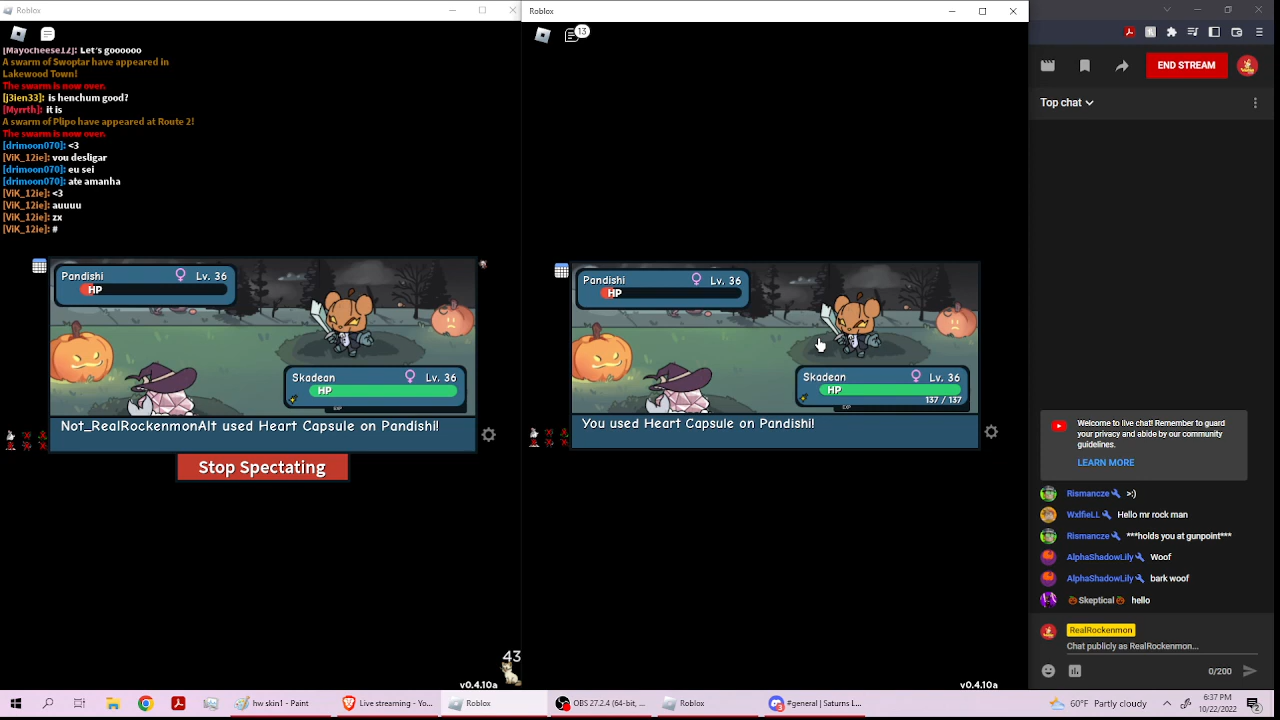 Roblox
[Mayocheese12]: Let's goooooo
A swarm of Swoptar have appeared in
Lakewood Town!
The swarm is now over.
[j3ien33]: is henchum good?
[Myrrth]: it is
A swarm of Plipo have appeared at Route 2!
The swarm is now over.
[drimoon070]: <3
[ViK_12ie]: vou desligar
[drimoon070]: eu sei
[drimoon070]: ate amanha
[ViK_12ie]: <3
[ViK_12ie]: auuuu
[ViK_12ie]: zx
[ViK_12ie]: #
Pandishi Lv. 36
HP
Skadean Lv. 36
HP
EXP
Not_RealRockenmonAlt used Heart Capsule on Pandishi!
Stop Spectating
43
v0.4.10a
Roblox
13
Pandishi Lv. 36
HP
Skadean Lv. 36
HP
137 / 137
EXP
You used Heart Capsule on Pandishi!
v0.4.10a
END STREAM
Top chat
Welcome to live chat! Remember to guard
your privacy and abide by our community
guidelines.
LEARN MORE
Rismancze >:)
WxlfieLL Hello mr rock man
Rismancze ***holds you at gunpoint***
AlphaShadowLily Woof
AlphaShadowLily bark woof
🎃Skeptical🎃 hello
RealRockenmon
Chat publicly as RealRockenmon...
0/200
hw skin1 - Paint
Live streaming - Yo...
Roblox
OBS 27.2.4 (64-bit, ...
Roblox
#general | Saturns L...
60°F Partly cloudy
6:37 PM
10/22/2022
2